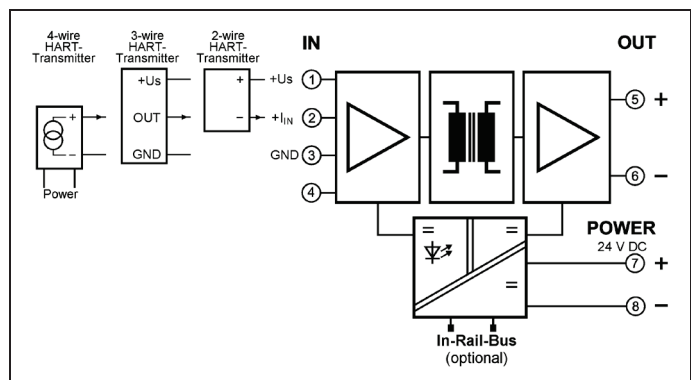 4-wire
HART-
Transmitter
3-wire
HART-
Transmitter
2-wire
HART-
Transmitter
IN
OUT
+Us
+
+Us
1
5
+
+
OUT
−
+I_IN
2
−
GND
GND
3
6
−
4
Power
POWER
24 V DC
=
=
7
+
=
8
−
In-Rail-Bus
(optional)